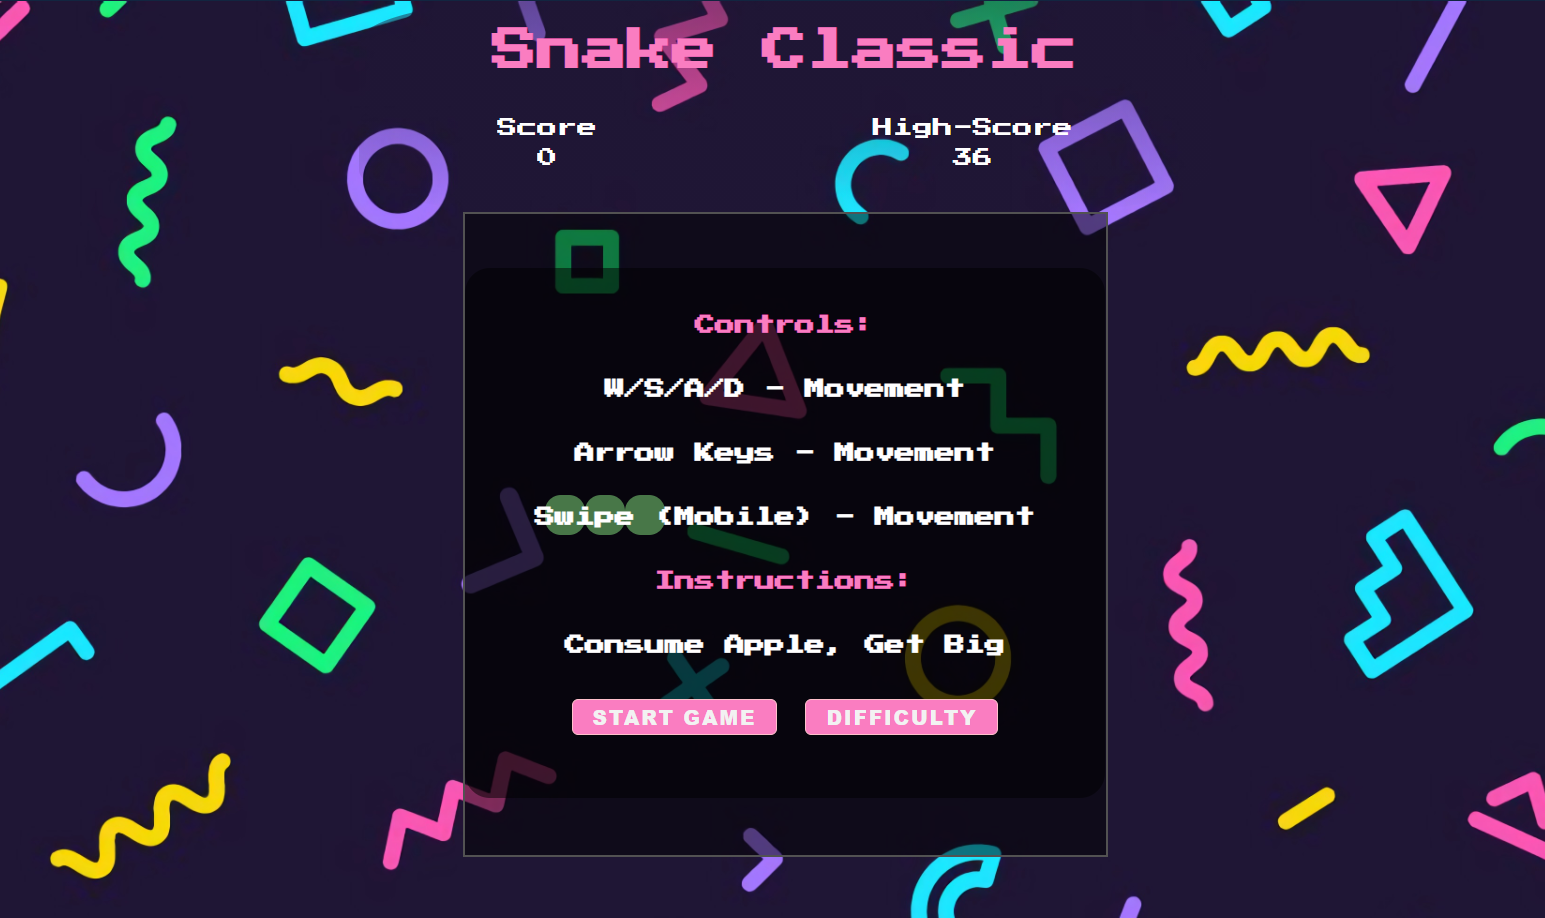 Snake Classic
Score
0
High-Score
36
Controls:
W/S/A/D - Movement
Arrow Keys - Movement
Swipe (Mobile) - Movement
Instructions:
Consume Apple, Get Big
START GAME
DIFFICULTY